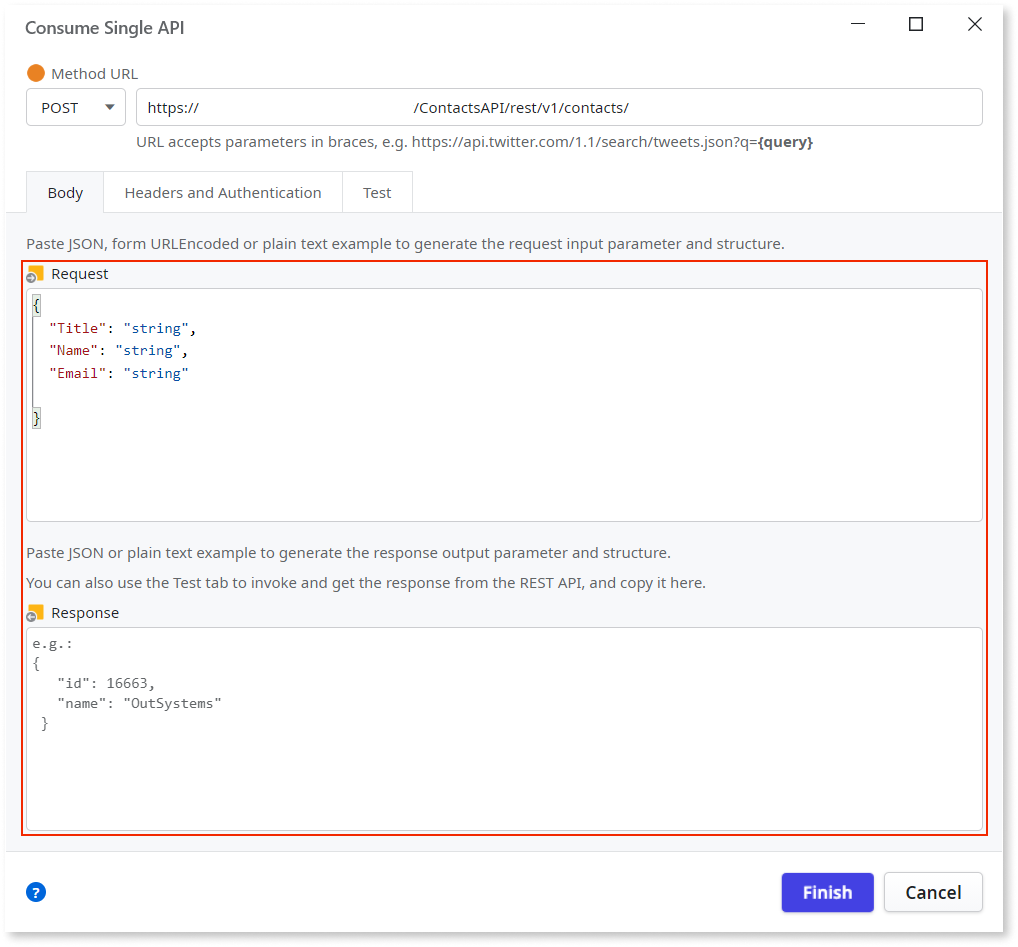 Consume Single API
Method URL
POST https:// /ContactsAPI/rest/v1/contacts/
URL accepts parameters in braces, e.g. https://api.twitter.com/1.1/search/tweets.json?q={query}
Body Headers and Authentication Test
Paste JSON, form URLEncoded or plain text example to generate the request input parameter and structure.
Request
{
"Title": "string",
"Name": "string",
"Email": "string"
}
Paste JSON or plain text example to generate the response output parameter and structure.
You can also use the Test tab to invoke and get the response from the REST API, and copy it here.
Response
e.g.:
{
"id": 16663,
"name": "OutSystems"
}
? Finish Cancel